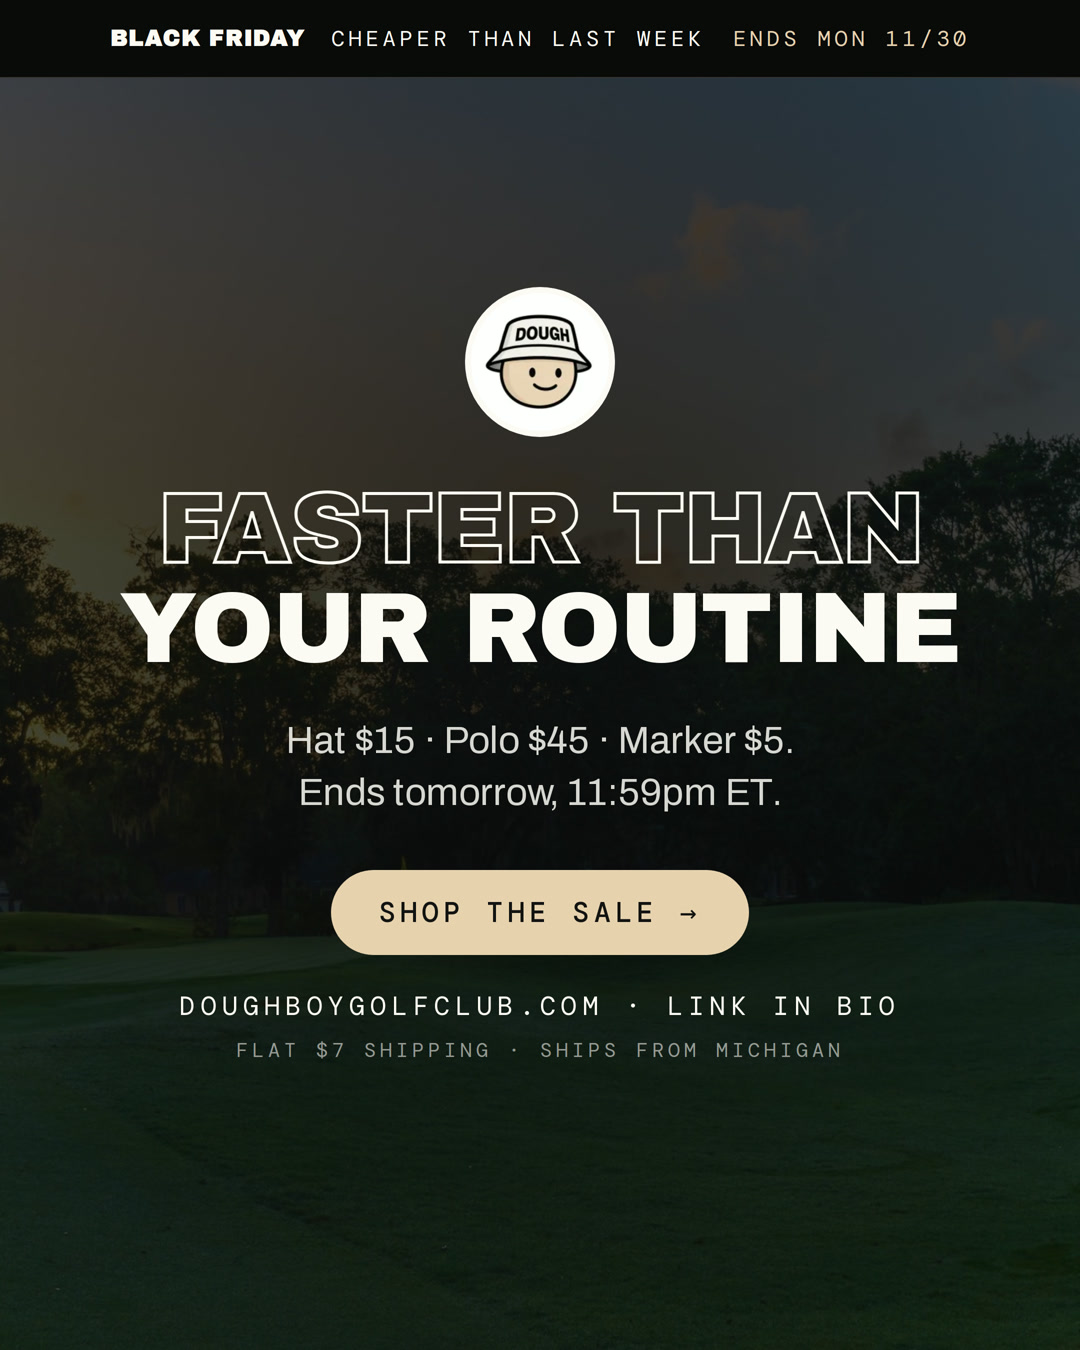 BLACK FRIDAY CHEAPER THAN LAST WEEK ENDS MON 11/30
DOUGH
FASTER THAN
YOUR ROUTINE
Hat $15 · Polo $45 · Marker $5.
Ends tomorrow, 11:59pm ET.
SHOP THE SALE →
DOUGHBOYGOLFCLUB.COM · LINK IN BIO
FLAT $7 SHIPPING · SHIPS FROM MICHIGAN